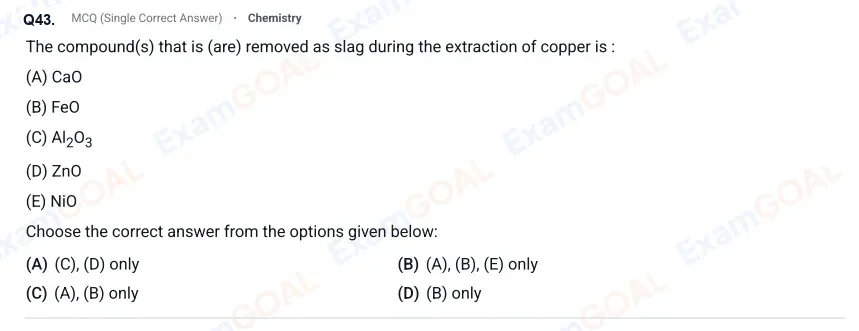 Q43. MCQ (Single Correct Answer) · Chemistry
The compound(s) that is (are) removed as slag during the extraction of copper is :
(A) CaO
(B) FeO
(C) Al₂O₃
(D) ZnO
(E) NiO
Choose the correct answer from the options given below:
(A) (C), (D) only (B) (A), (B), (E) only
(C) (A), (B) only (D) (B) only
ExamGOAL